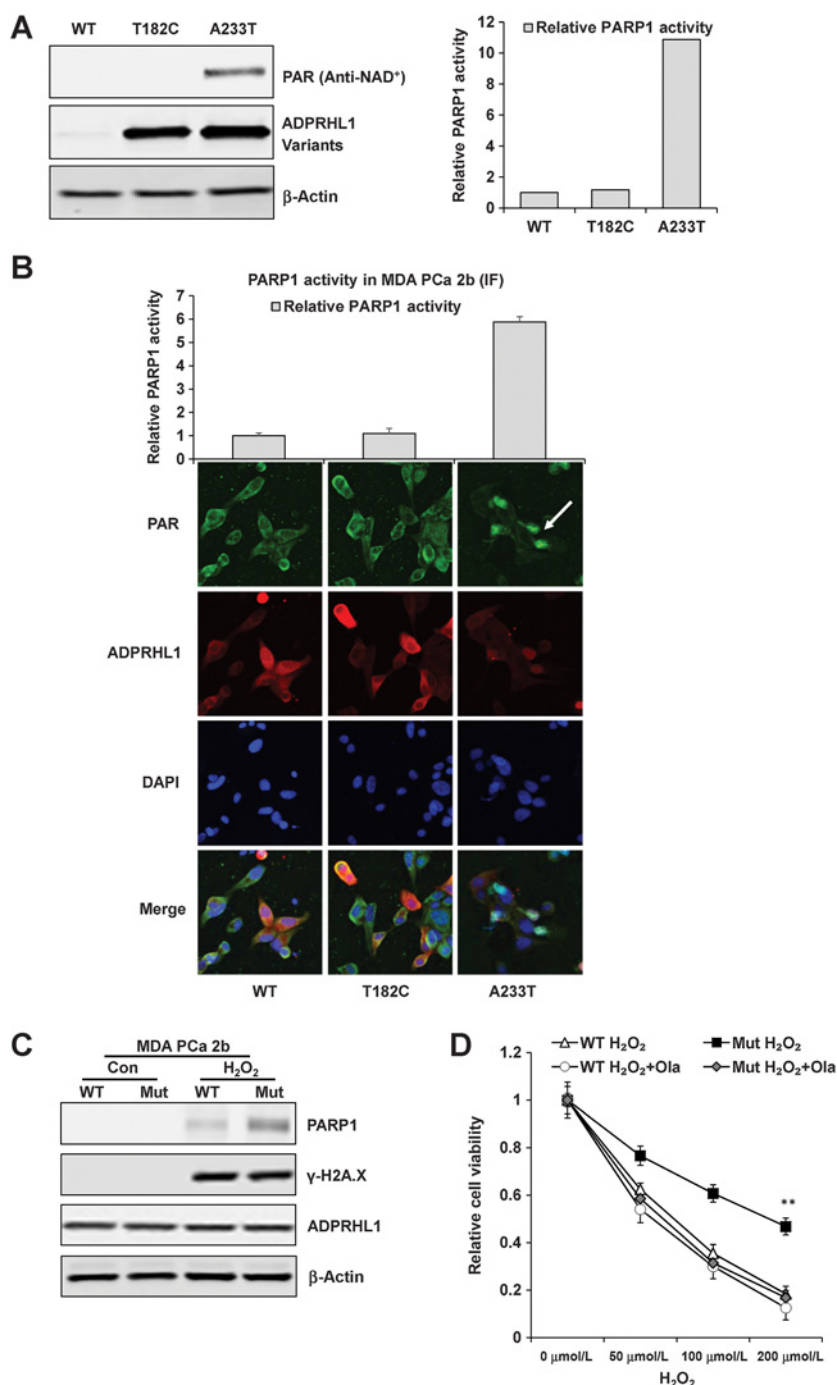 A
WT T182C A233T
PAR (Anti-NAD⁺)
ADPRHL1
Variants
β-Actin
Relative PARP1 activity
12
10
8
6
4
2
0
Relative PARP1 activity
WT T182C A233T
B
PARP1 activity in MDA PCa 2b (IF)
Relative PARP1 activity
Relative PARP1 activity
7
6
5
4
3
2
1
0
PAR
ADPRHL1
DAPI
Merge
WT T182C A233T
C
MDA PCa 2b
Con H₂O₂
WT Mut WT Mut
PARP1
γ-H2A.X
ADPRHL1
β-Actin
D
WT H₂O₂ Mut H₂O₂
WT H₂O₂+Ola Mut H₂O₂+Ola
Relative cell viability
1.2
1
0.8
0.6
0.4
0.2
0
**
0 μmol/L 50 μmol/L 100 μmol/L 200 μmol/L
H₂O₂